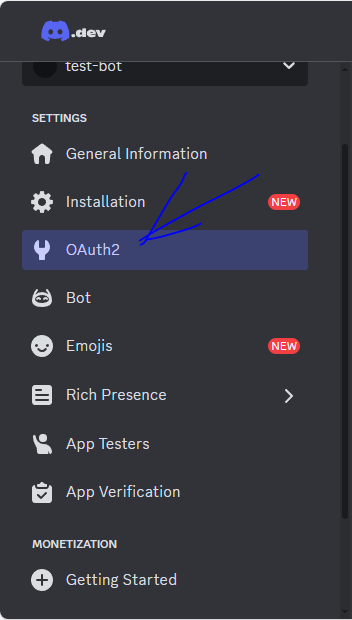 .dev
test-bot
SETTINGS
General Information
Installation NEW
OAuth2
Bot
Emojis NEW
Rich Presence
App Testers
App Verification
MONETIZATION
Getting Started